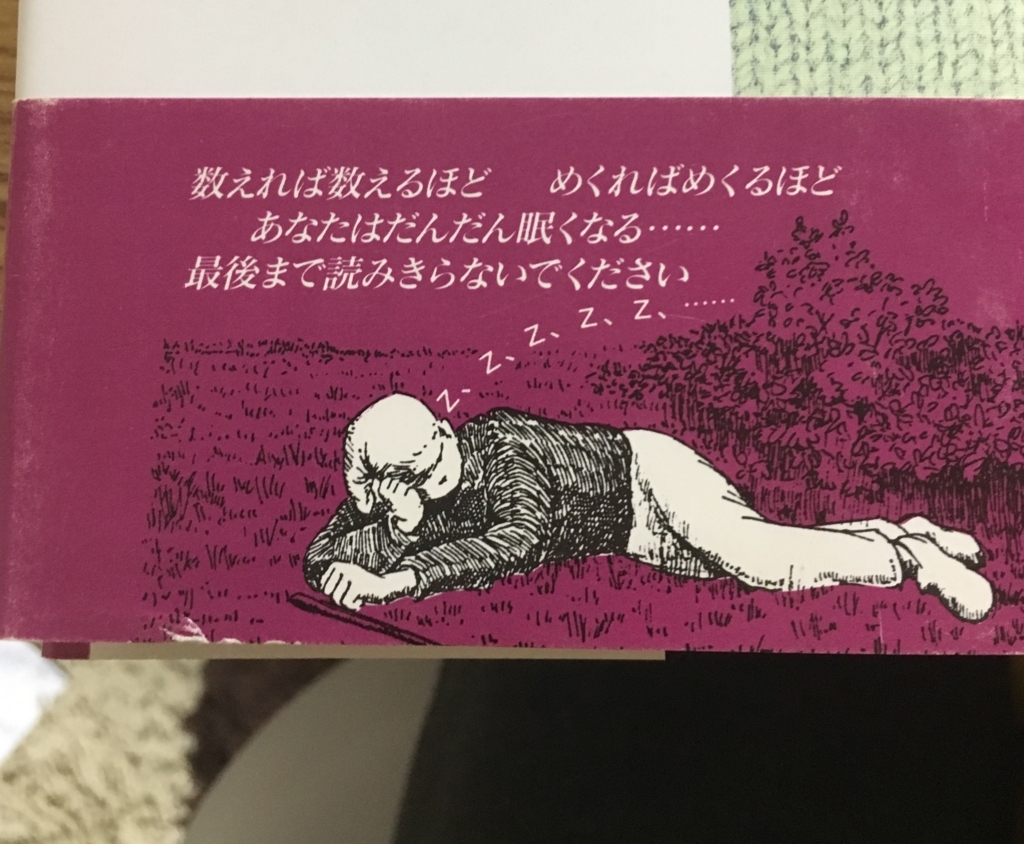 数えれば数えるほど　めくればめくるほど
あなたはだんだん眠くなる……
最後まで読みきらないでください
Z、Z、Z、Z、Z、……